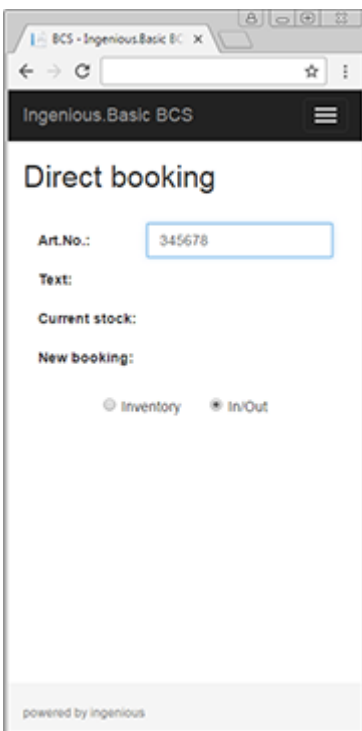 BCS - Ingenious.Basic BC
Ingenious.Basic BCS
Direct booking
Art.No.: 345678
Text:
Current stock:
New booking:
Inventory In/Out
powered by ingenious